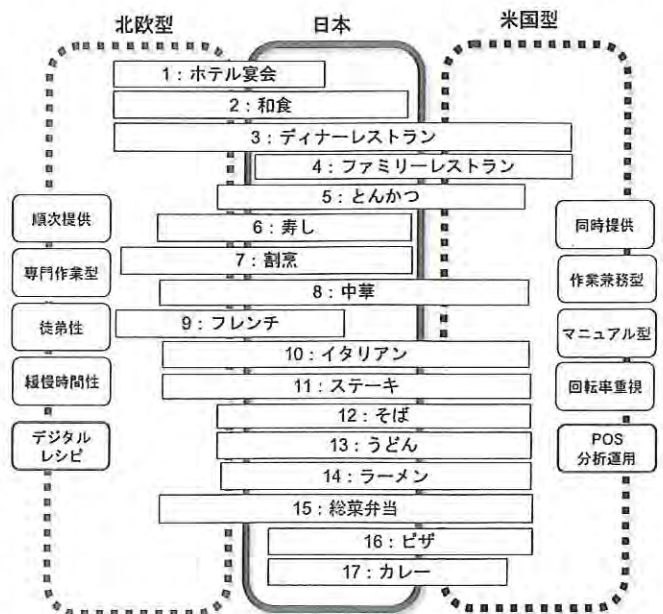 北欧型
日本
米国型
1：ホテル宴会
2：和食
3：ディナーレストラン
4：ファミリーレストラン
5：とんかつ
6：寿し
7：割烹
8：中華
9：フレンチ
10：イタリアン
11：ステーキ
12：そば
13：うどん
14：ラーメン
15：総菜弁当
16：ピザ
17：カレー
順次提供
専門作業型
徒弟性
緩慢時間性
デジタル
レシピ
同時提供
作業兼務型
マニュアル型
回転率重視
POS
分析運用